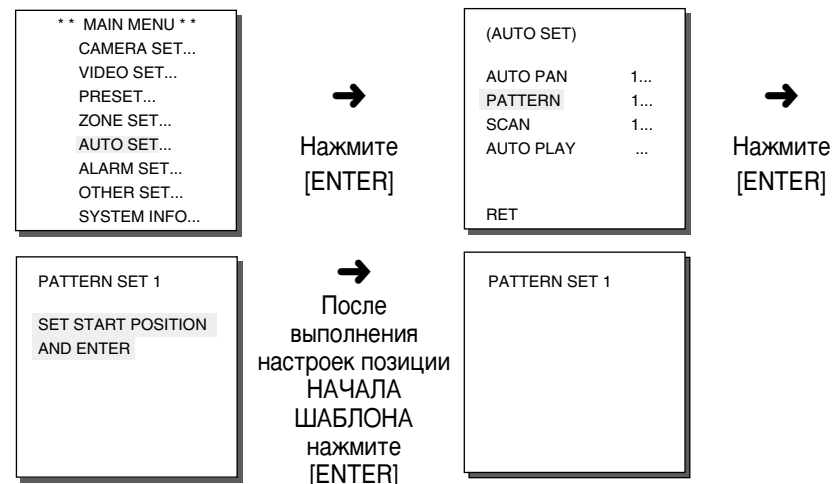 * * MAIN MENU * *
CAMERA SET...
VIDEO SET...
PRESET...
ZONE SET...
AUTO SET...
ALARM SET...
OTHER SET...
SYSTEM INFO...
➜
Нажмите
[ENTER]
(AUTO SET)
AUTO PAN 1...
PATTERN 1...
SCAN 1...
AUTO PLAY ...
RET
➜
Нажмите
[ENTER]
PATTERN SET 1
SET START POSITION
AND ENTER
➜
После
выполнения
настроек позиции
НАЧАЛА
ШАБЛОНА
нажмите
[ENTER]
PATTERN SET 1